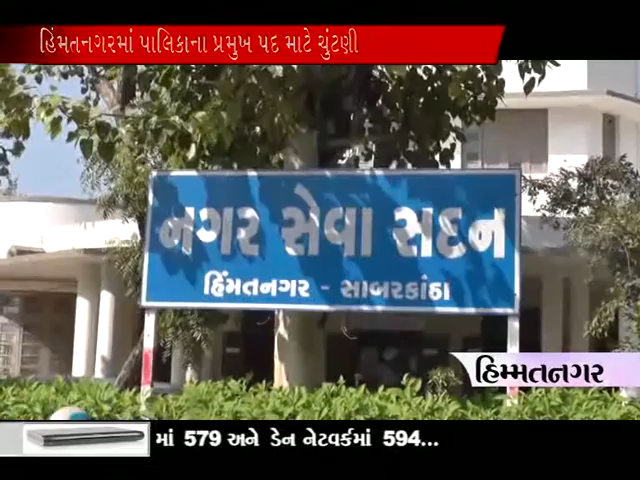 હિંમતનગરમાં પાલિકાના પ્રમુખ પદ માટે ચુંટણી
નગર સેવા સદન
હિંમતનગર - સાબરકાંઠા
હિમ્મતનગર
માં 579 અને ડેન નેટવર્કમાં 594...